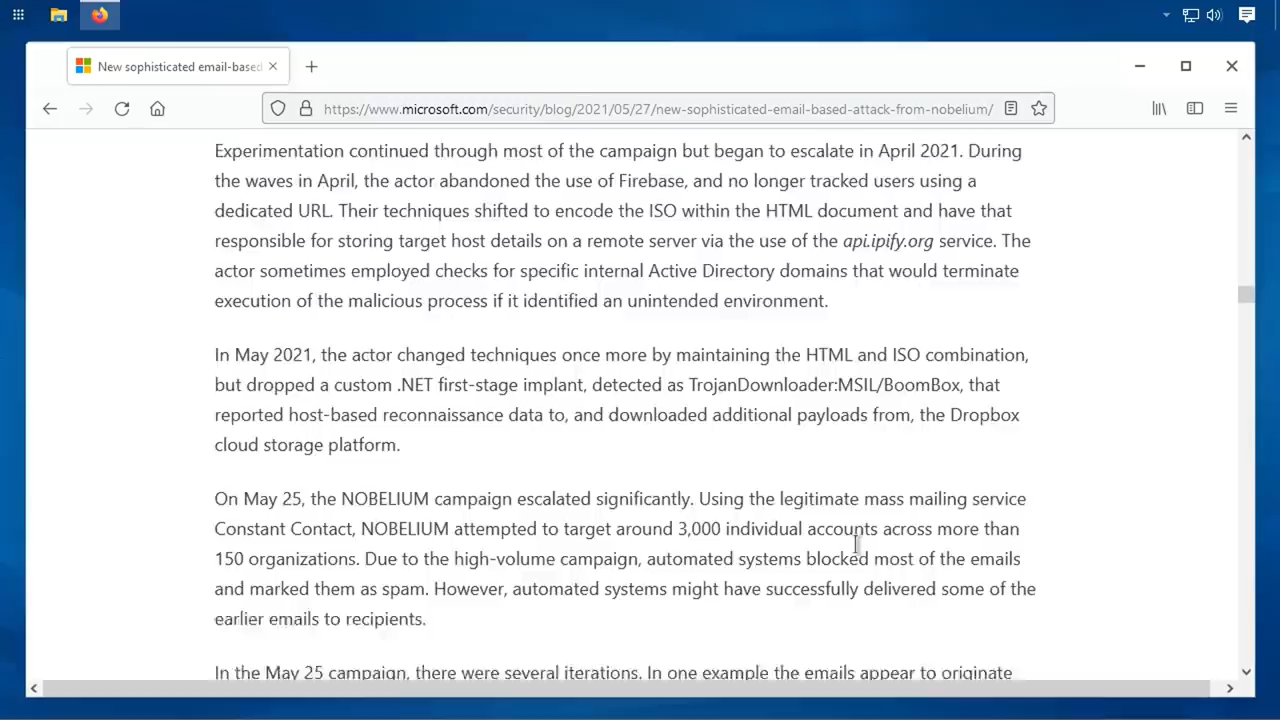 New sophisticated email-based
https://www.microsoft.com/security/blog/2021/05/27/new-sophisticated-email-based-attack-from-nobelium/
Experimentation continued through most of the campaign but began to escalate in April 2021. During
the waves in April, the actor abandoned the use of Firebase, and no longer tracked users using a
dedicated URL. Their techniques shifted to encode the ISO within the HTML document and have that
responsible for storing target host details on a remote server via the use of the api.ipify.org service. The
actor sometimes employed checks for specific internal Active Directory domains that would terminate
execution of the malicious process if it identified an unintended environment.
In May 2021, the actor changed techniques once more by maintaining the HTML and ISO combination,
but dropped a custom .NET first-stage implant, detected as TrojanDownloader:MSIL/BoomBox, that
reported host-based reconnaissance data to, and downloaded additional payloads from, the Dropbox
cloud storage platform.
On May 25, the NOBELIUM campaign escalated significantly. Using the legitimate mass mailing service
Constant Contact, NOBELIUM attempted to target around 3,000 individual accounts across more than
150 organizations. Due to the high-volume campaign, automated systems blocked most of the emails
and marked them as spam. However, automated systems might have successfully delivered some of the
earlier emails to recipients.
In the May 25 campaign, there were several iterations. In one example the emails appear to originate